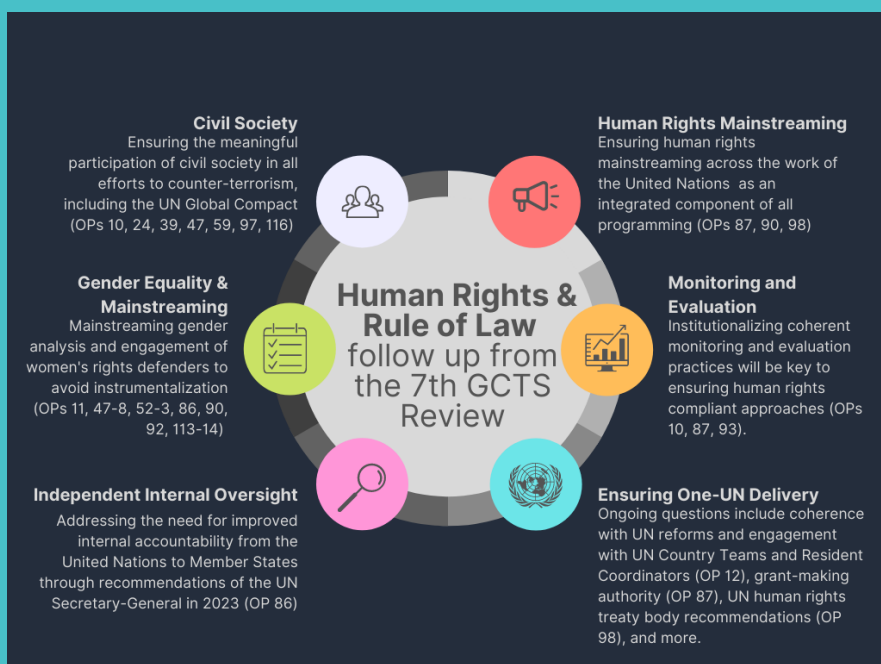 Civil Society
Ensuring the meaningful
participation of civil society in all
efforts to counter-terrorism,
including the UN Global Compact
(OPs 10, 24, 39, 47, 59, 97, 116)
Human Rights Mainstreaming
Ensuring human rights
mainstreaming across the work of
the United Nations as an
integrated component of all
programming (OPs 87, 90, 98)
Gender Equality &
Mainstreaming
Mainstreaming gender
analysis and engagement of
women's rights defenders to
avoid instrumentalization
(OPs 11, 47-8, 52-3, 86, 90,
92, 113-14)
Human Rights &
Rule of Law
follow up from
the 7th GCTS
Review
Monitoring and
Evaluation
Institutionalizing coherent
monitoring and evaluation
practices will be key to
ensuring human rights
compliant approaches (OPs
10, 87, 93).
Independent Internal Oversight
Addressing the need for improved
internal accountability from the
United Nations to Member States
through recommendations of the UN
Secretary-General in 2023 (OP 86)
Ensuring One-UN Delivery
Ongoing questions include coherence
with UN reforms and engagement
with UN Country Teams and Resident
Coordinators (OP 12), grant-making
authority (OP 87), UN human rights
treaty body recommendations (OP
98), and more.